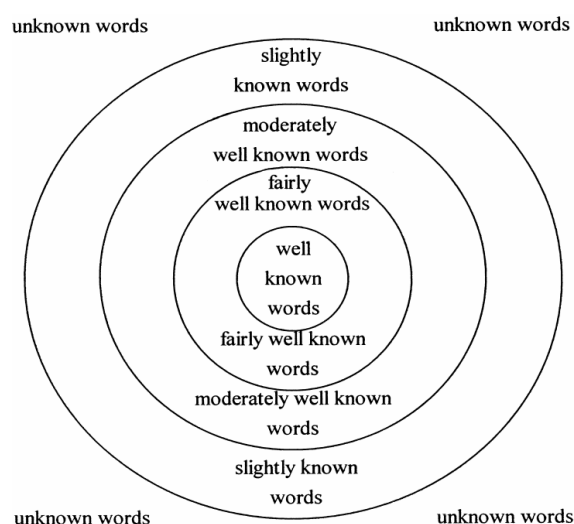 unknown words
unknown words
slightly
known words
moderately
well known words
fairly
well known words
well
known
words
fairly well known
words
moderately well known
words
slightly known
words
unknown words
unknown words